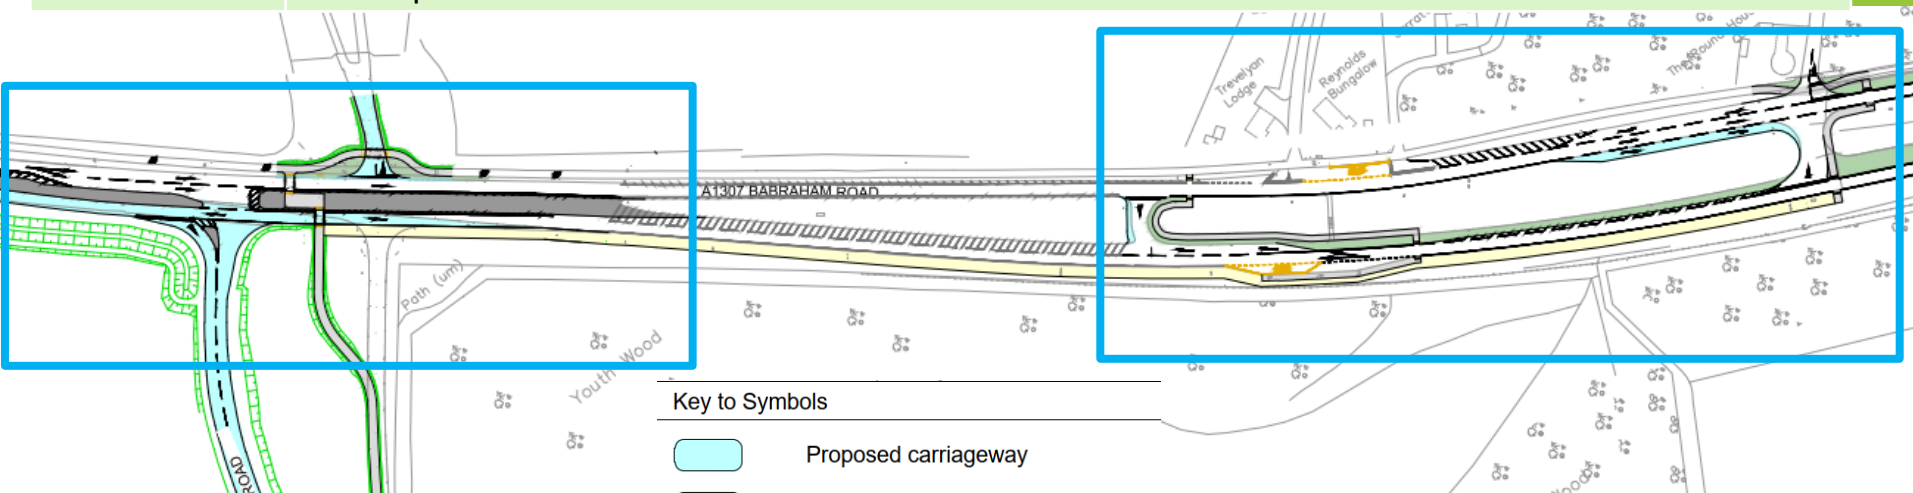 Trevelyan
Lodge
Reynolds
Bungalow
The Round House
A1307 BABRAHAM ROAD
Path (um)
Youth Wood
ROAD
Key to Symbols
Proposed carriageway